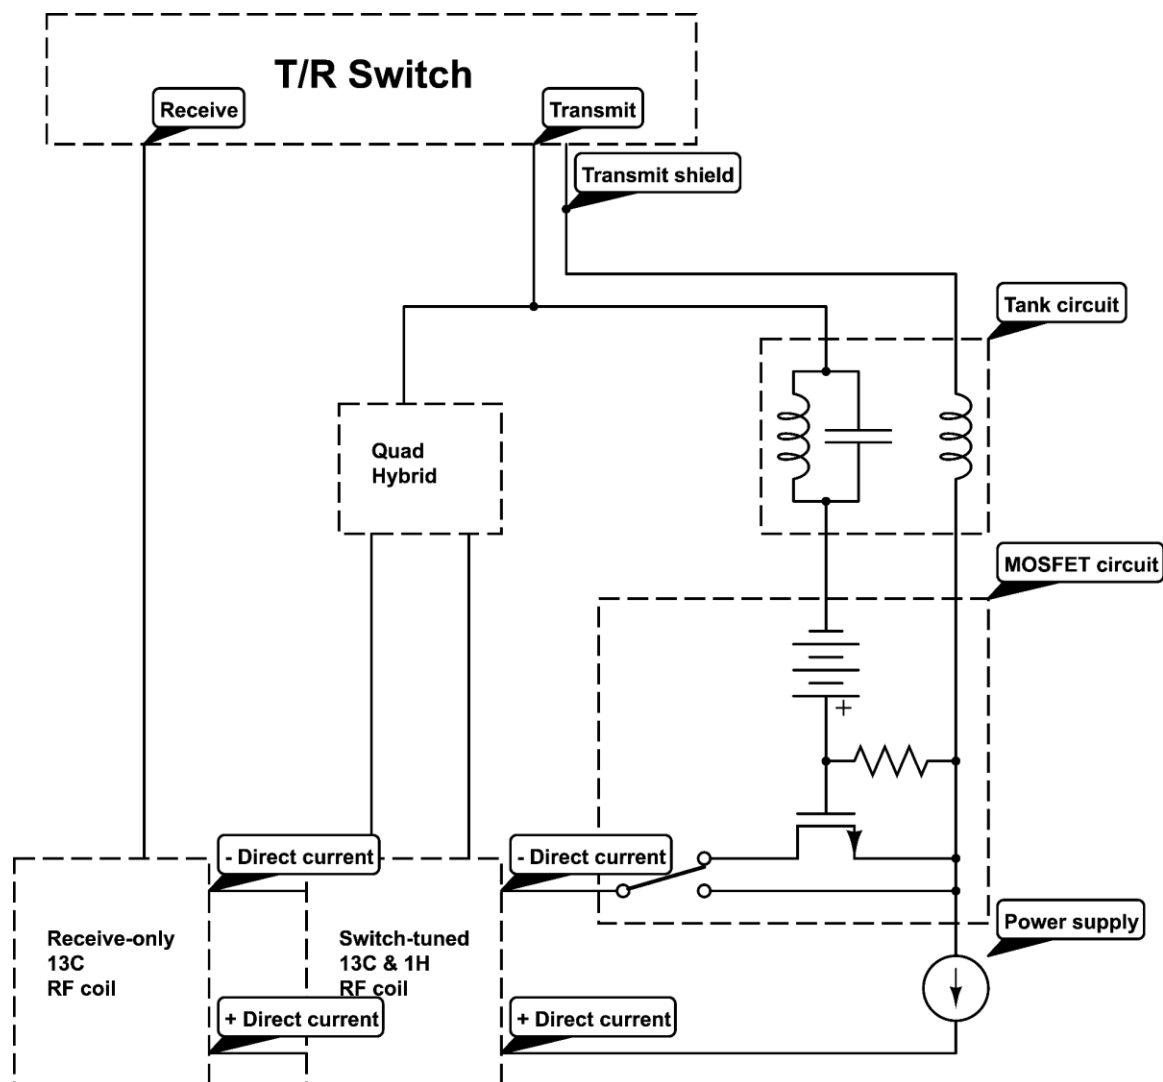 T/R Switch
Receive
Transmit
Transmit shield
Tank circuit
Quad
Hybrid
MOSFET circuit
+
- Direct current
- Direct current
Receive-only
13C
RF coil
Switch-tuned
13C & 1H
RF coil
Power supply
+ Direct current
+ Direct current